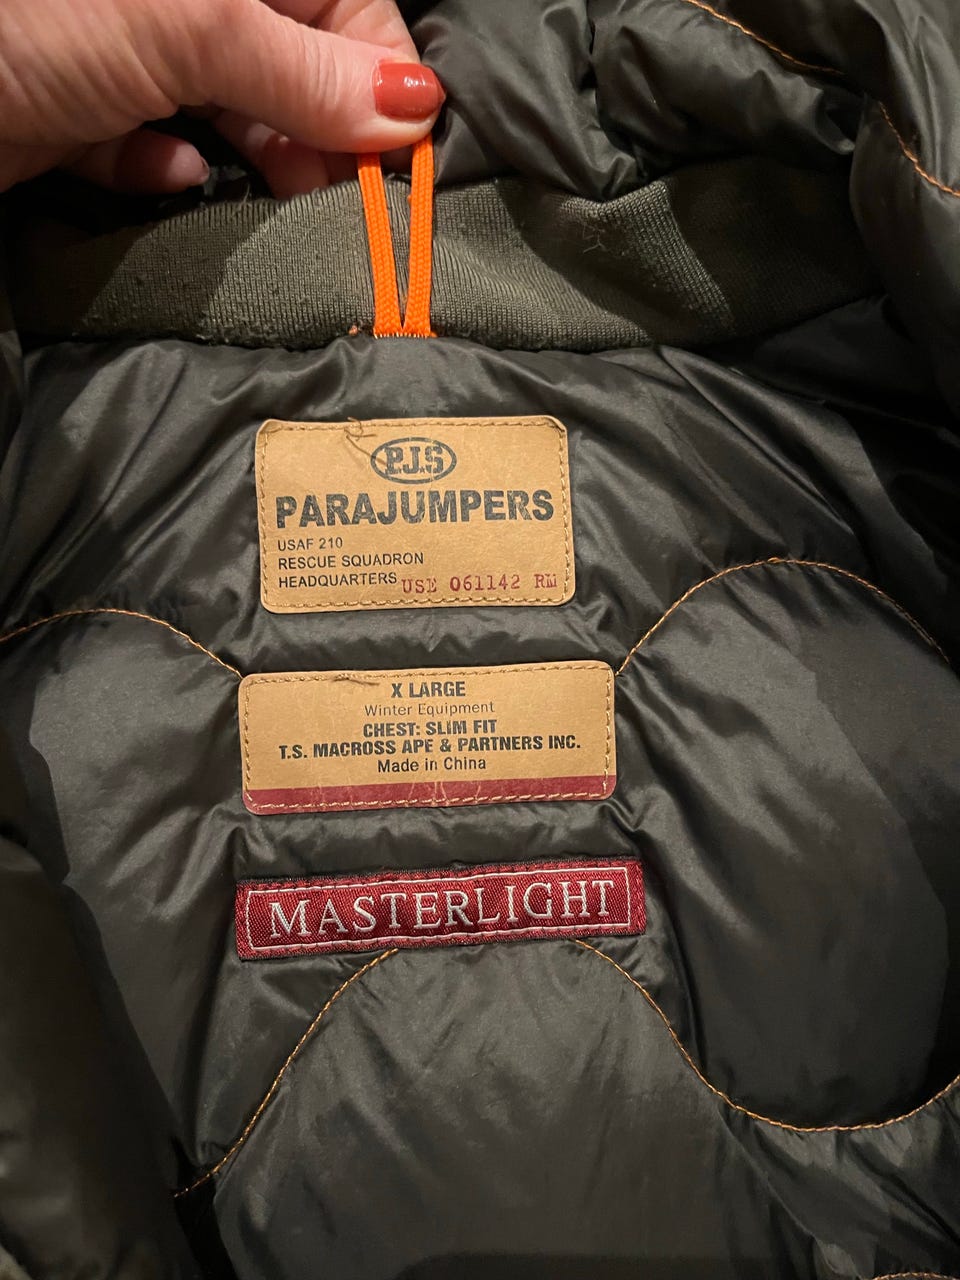 P.J.S
PARAJUMPERS
USAF 210
RESCUE SQUADRON
HEADQUARTERS USE 061142 RM
X LARGE
Winter Equipment
CHEST: SLIM FIT
T.S. MACROSS APE & PARTNERS INC.
Made in China
MASTERLIGHT